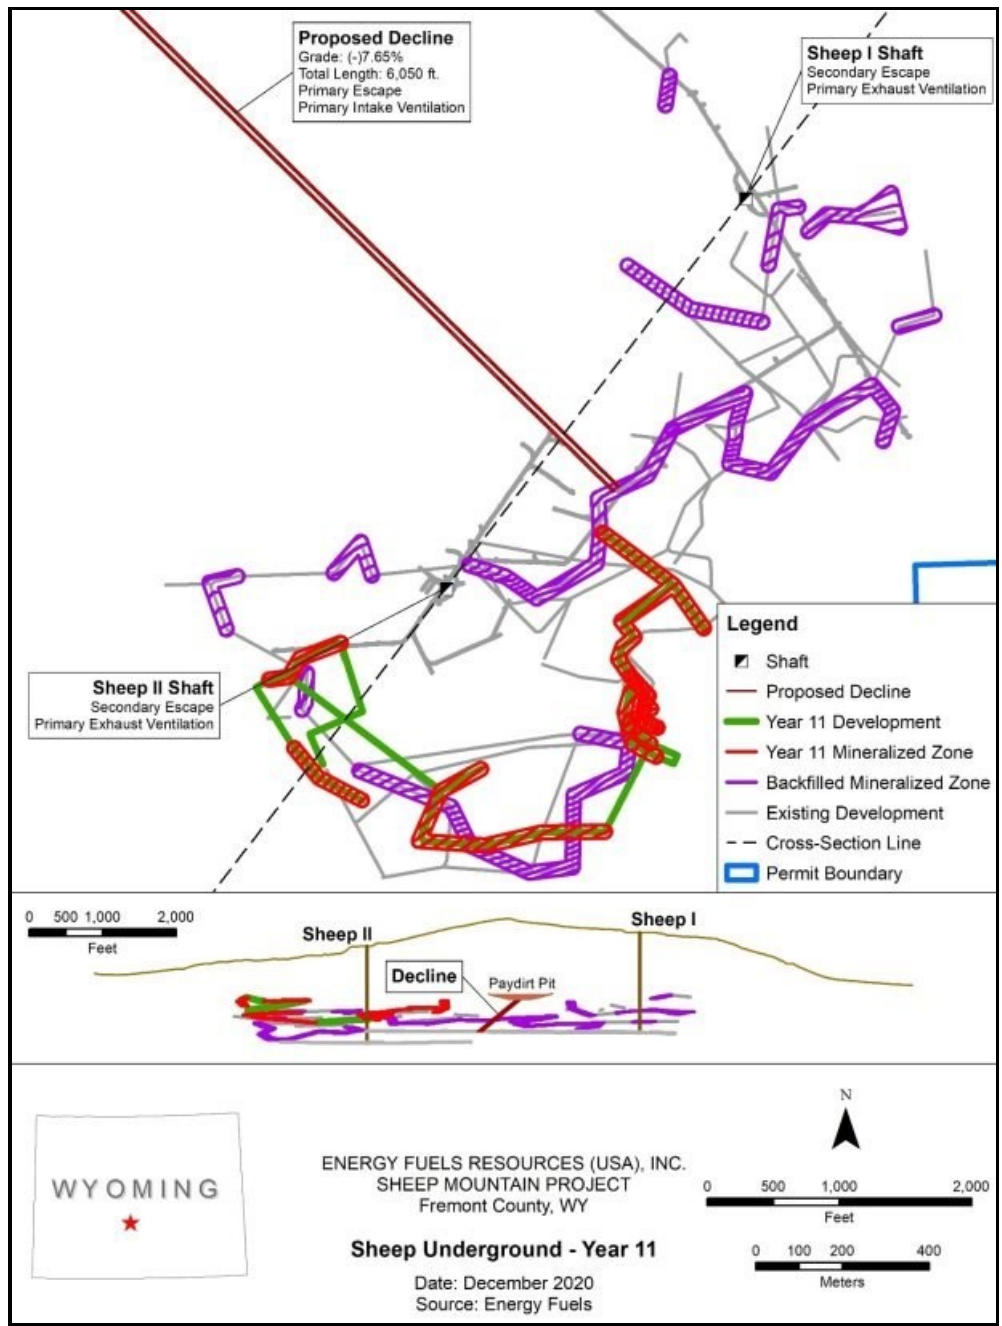 Proposed Decline
Grade: (-)7.65%
Total Length: 6,050 ft.
Primary Escape
Primary Intake Ventilation
Sheep I Shaft
Secondary Escape
Primary Exhaust Ventilation
Sheep II Shaft
Secondary Escape
Primary Exhaust Ventilation
Legend
Shaft
Proposed Decline
Year 11 Development
Year 11 Mineralized Zone
Backfilled Mineralized Zone
Existing Development
Cross-Section Line
Permit Boundary
0 500 1,000 2,000
Feet
Sheep II
Sheep I
Decline
Paydirt Pit
WYOMING
ENERGY FUELS RESOURCES (USA), INC.
SHEEP MOUNTAIN PROJECT
Fremont County, WY
Sheep Underground - Year 11
Date: December 2020
Source: Energy Fuels
N
0 500 1,000 2,000
Feet
0 100 200 400
Meters